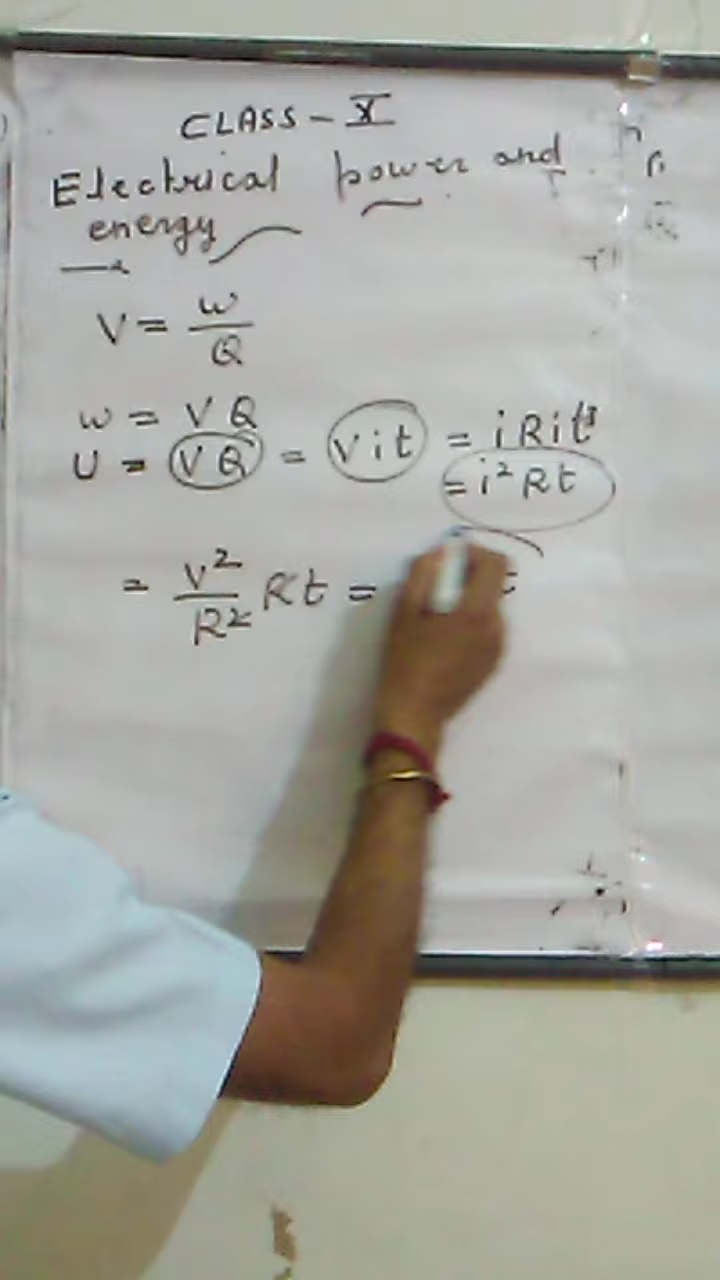 CLASS - X
Electrical power and
energy
V = w/Q
w = VQ
U = VQ = Vit = iRit
= i²Rt
= V²/R² Rt = t